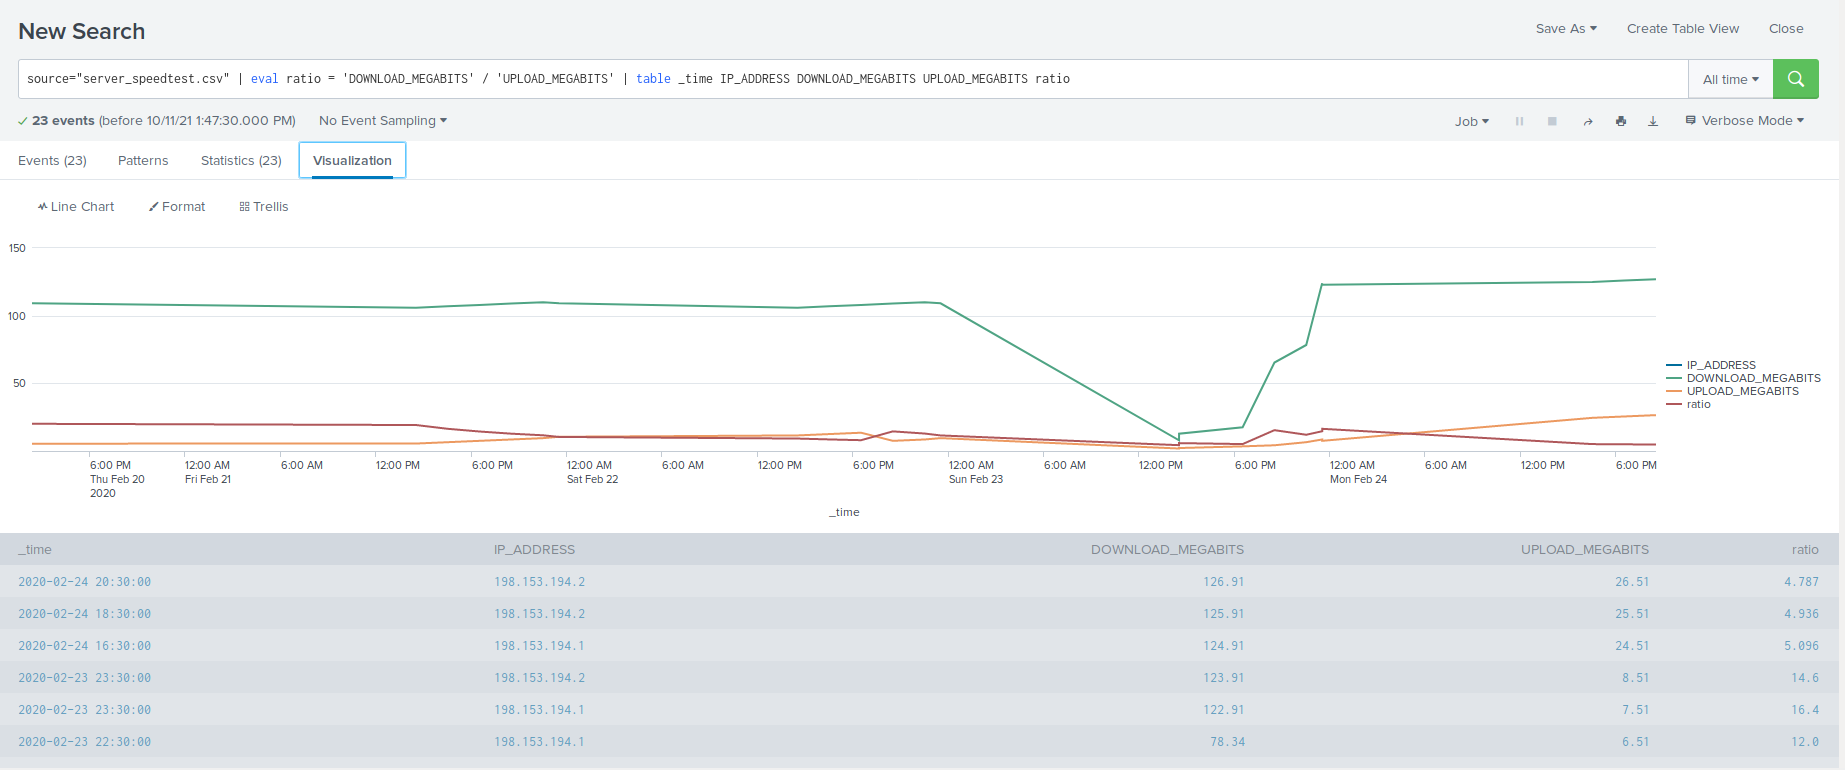 New Search
Save As Create Table View Close
source="server_speedtest.csv" | eval ratio = 'DOWNLOAD_MEGABITS' / 'UPLOAD_MEGABITS' | table _time IP_ADDRESS DOWNLOAD_MEGABITS UPLOAD_MEGABITS ratio
All time
23 events (before 10/11/21 1:47:30.000 PM) No Event Sampling
Job Verbose Mode
Events (23) Patterns Statistics (23) Visualization
Line Chart Format Trellis
150
100
50
IP_ADDRESS
DOWNLOAD_MEGABITS
UPLOAD_MEGABITS
ratio
6:00 PM 12:00 AM 6:00 AM 12:00 PM 6:00 PM 12:00 AM 6:00 AM 12:00 PM 6:00 PM 12:00 AM 6:00 AM 12:00 PM 6:00 PM 12:00 AM 6:00 AM 12:00 PM 6:00 PM
Thu Feb 20 Fri Feb 21 Sat Feb 22 Sun Feb 23 Mon Feb 24
2020
_time
_time IP_ADDRESS DOWNLOAD_MEGABITS UPLOAD_MEGABITS ratio
2020-02-24 20:30:00 198.153.194.2 126.91 26.51 4.787
2020-02-24 18:30:00 198.153.194.2 125.91 25.51 4.936
2020-02-24 16:30:00 198.153.194.1 124.91 24.51 5.096
2020-02-23 23:30:00 198.153.194.2 123.91 8.51 14.6
2020-02-23 23:30:00 198.153.194.1 122.91 7.51 16.4
2020-02-23 22:30:00 198.153.194.1 78.34 6.51 12.0